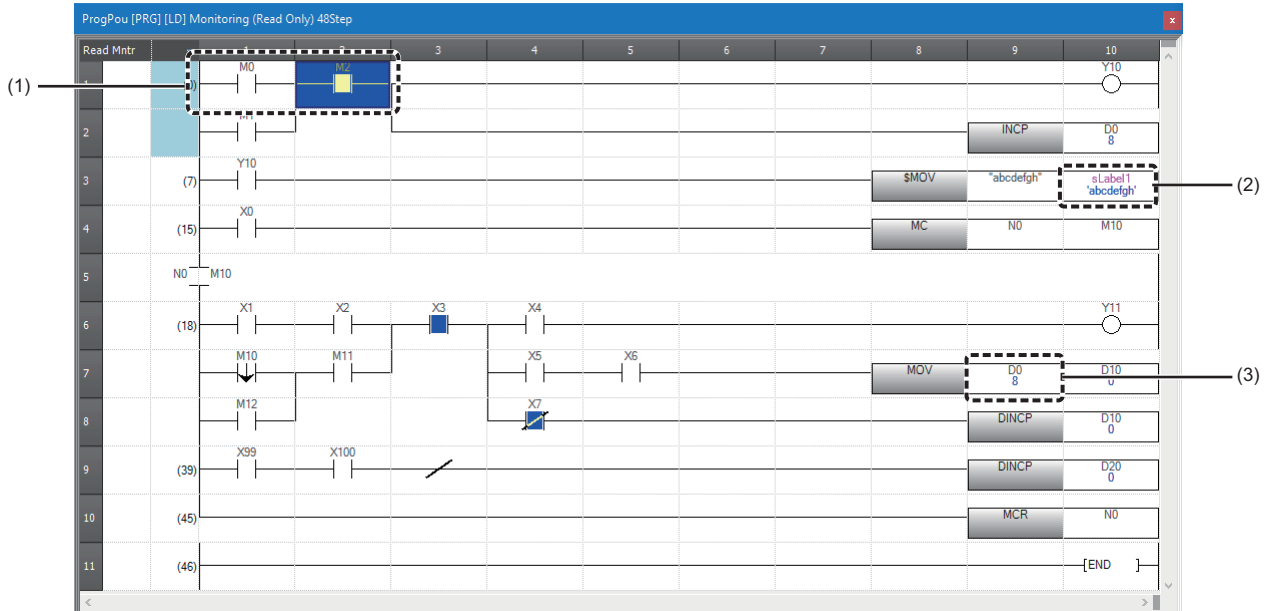 ProgPou [PRG] [LD] Monitoring (Read Only) 48Step x
Read Mntr 1 2 3 4 5 6 7 8 9 10
(1)
1 M0 M2 Y10
2 M1 INCP D0
8
3 (7) Y10 $MOV "abcdefgh" sLabel1
'abcdefgh'
(2)
4 (15) X0 MC N0 M10
5 N0 M10
6 (18) X1 X2 X3 X4 Y11
7 M10 M11 X5 X6 MOV D0 D10
8 0
(3)
8 M12 X7 DINCP D10
0
9 (39) X99 X100 DINCP D20
0
10 (45) MCR N0
11 (46) [END ]